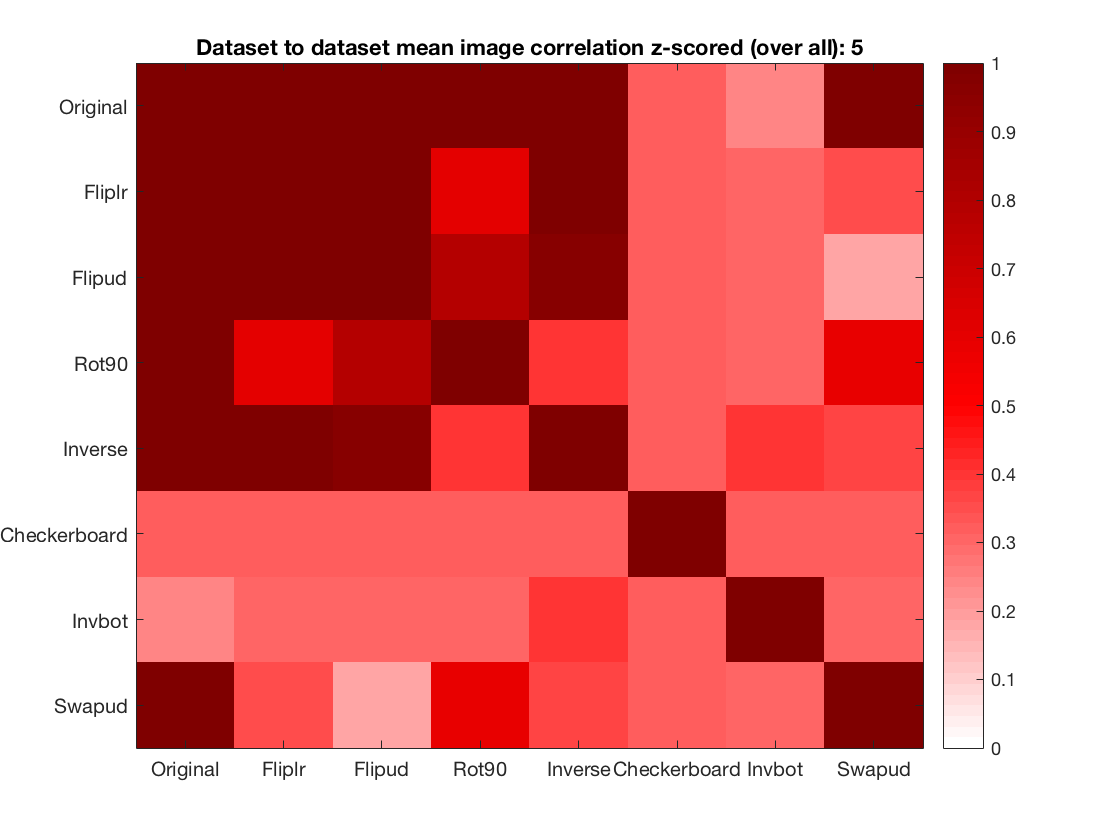 Dataset to dataset mean image correlation z-scored (over all): 5
Original
Fliplr
Flipud
Rot90
Inverse
Checkerboard
Invbot
Swapud
Original Fliplr Flipud Rot90 Inverse Checkerboard Invbot Swapud
1
0.9
0.8
0.7
0.6
0.5
0.4
0.3
0.2
0.1
0